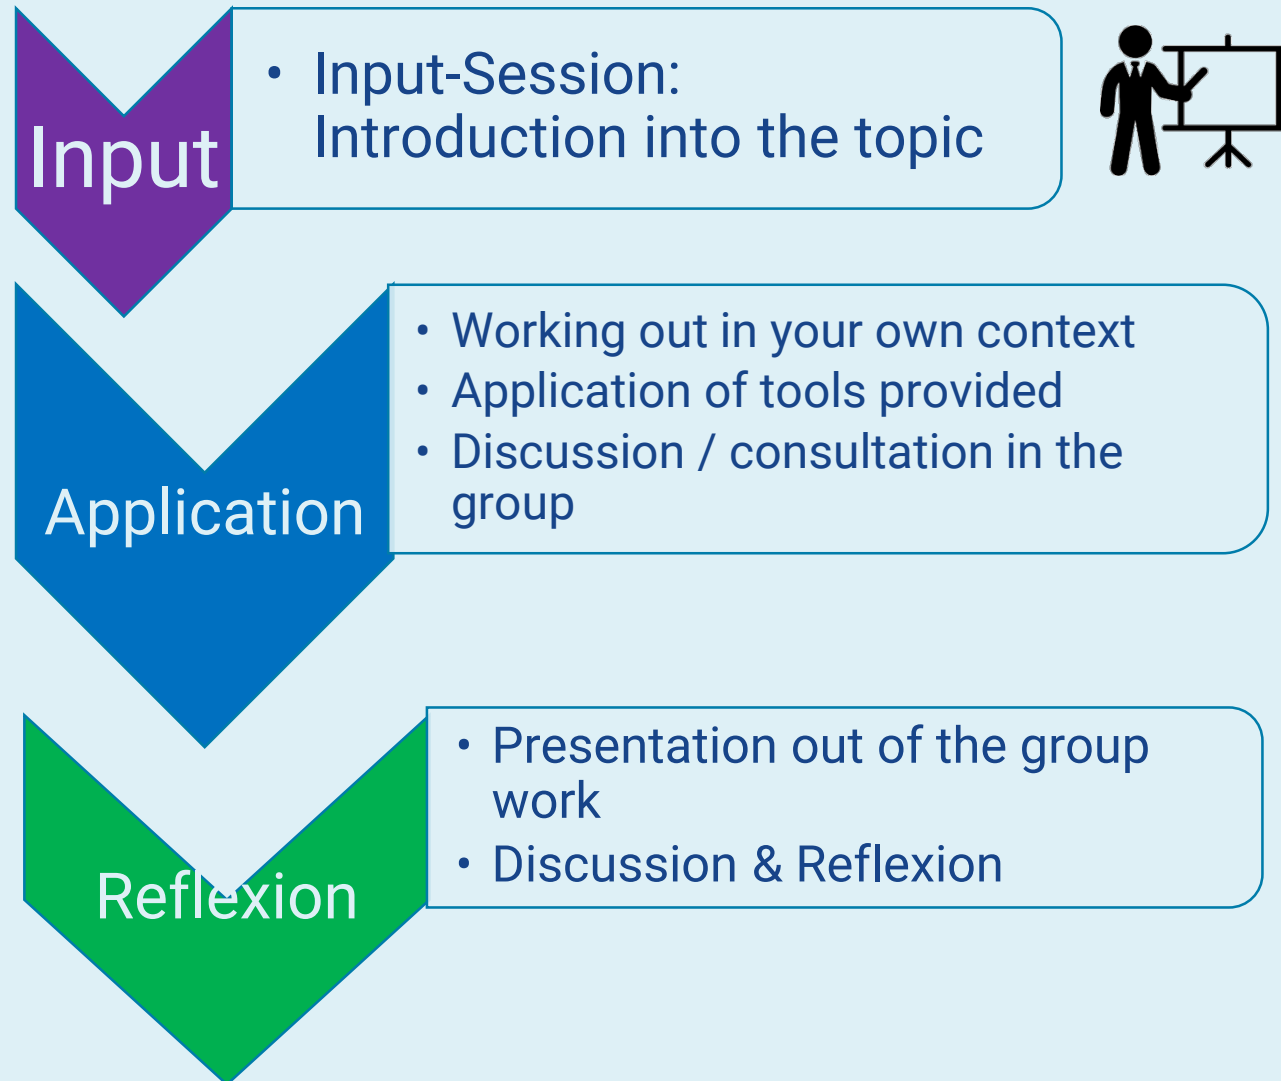 Input
• Input-Session:
Introduction into the topic
Application
• Working out in your own context
• Application of tools provided
• Discussion / consultation in the
group
Reflexion
• Presentation out of the group
work
• Discussion & Reflexion